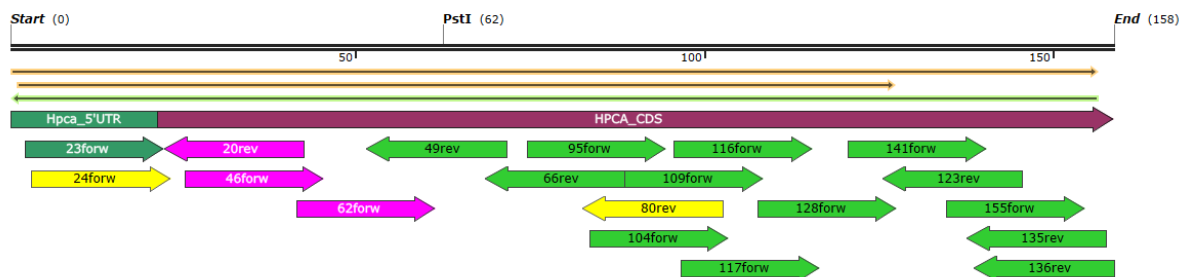 Start (0) PstI (62) End (158)
50 100 150
Hpca_5'UTR HPCA_CDS
23forw 20rev 49rev 95forw 116forw 141forw
24forw 46forw 66rev 109forw 123rev
62forw 80rev 128forw 155forw
104forw 135rev
117forw 136rev